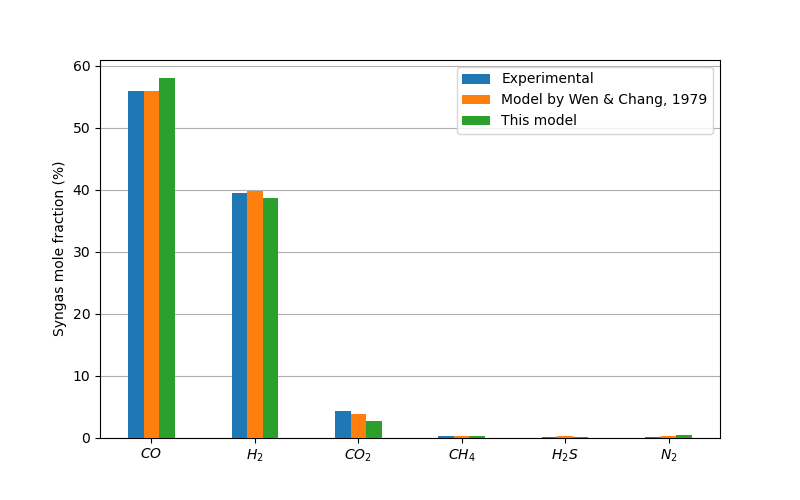 Experimental
Model by Wen & Chang, 1979
This model
Syngas mole fraction (%)
60
50
40
30
20
10
0
CO H₂ CO₂ CH₄ H₂S N₂